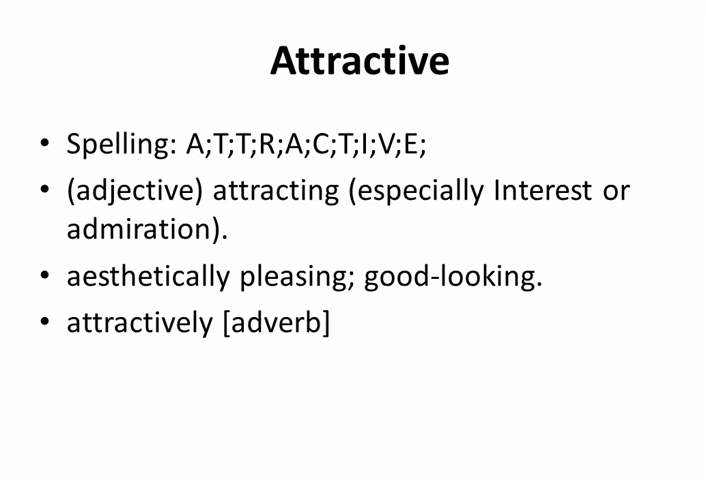 Attractive
• Spelling: A;T;T;R;A;C;T;I;V;E;
• (adjective) attracting (especially Interest or
admiration).
• aesthetically pleasing; good-looking.
• attractively [adverb]